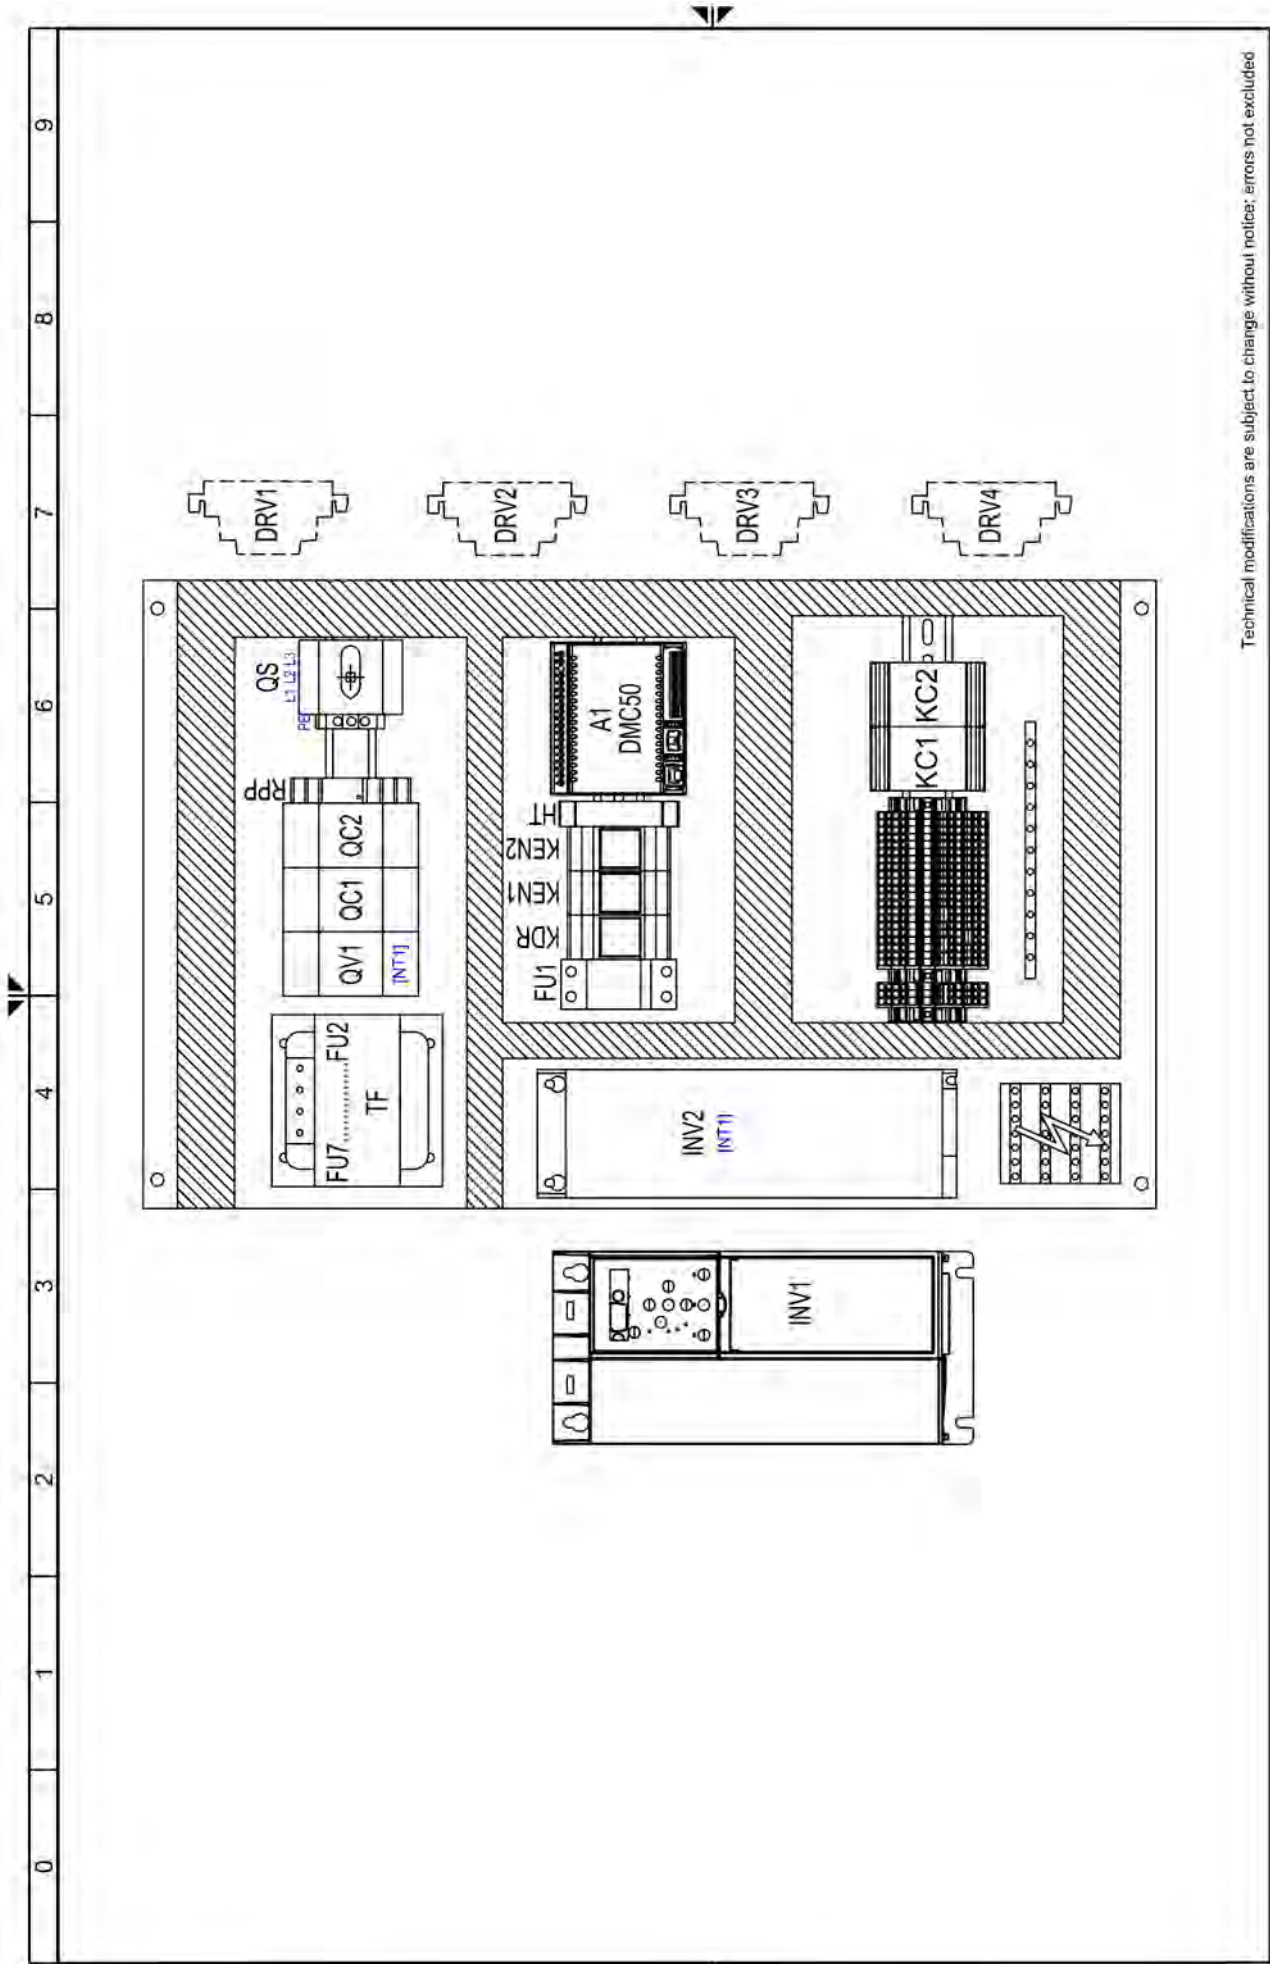 0 1 2 3 4 5 6 7 8 9
FU7..............FU2
TF
QV1 QC1 QC2
[NT1]
RPP
QS
PE L1 L2 L3
DRV1
FU1 KDR KEN1 KEN2 HT
A1
DMC50
DRV2
INV1
INV2
[NT1]
DRV3
KC1 KC2
DRV4
Technical modifications are subject to change without notice; errors not excluded